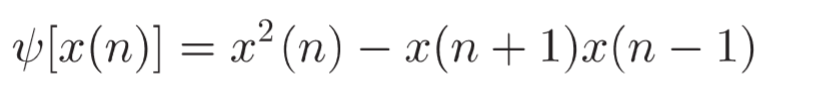 ψ[x(n)] = x²(n) − x(n + 1)x(n − 1)